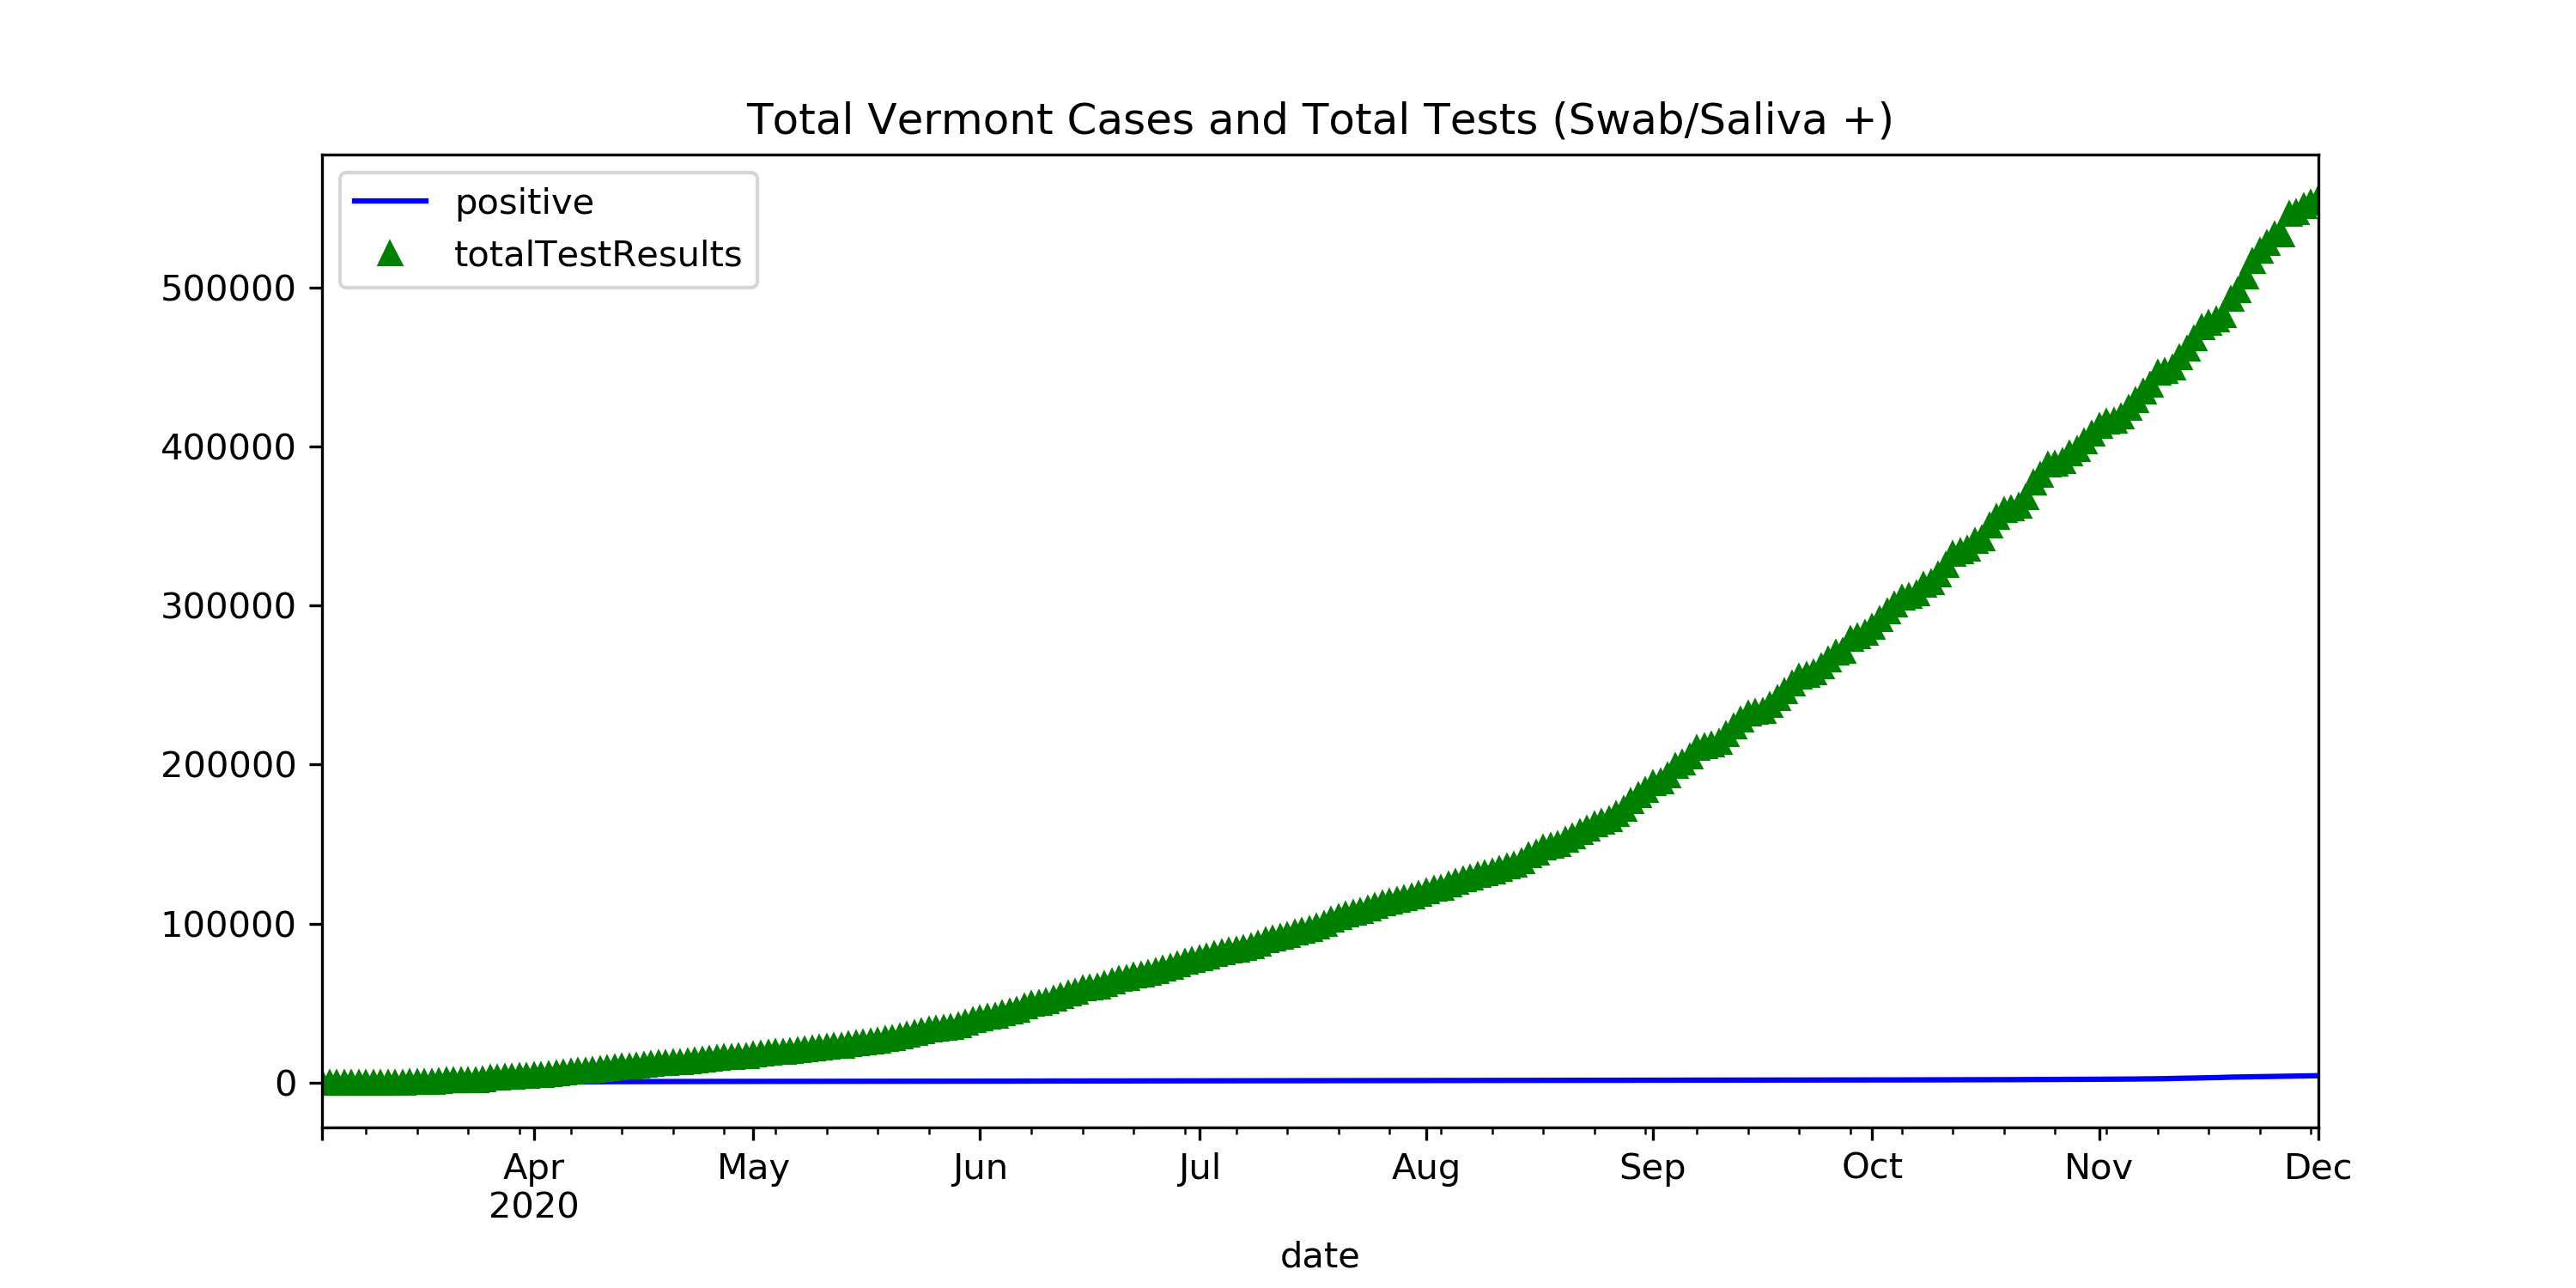 Total Vermont Cases and Total Tests (Swab/Saliva +)
positive
totalTestResults
500000
400000
300000
200000
100000
0
Apr May Jun Jul Aug Sep Oct Nov Dec
2020
date